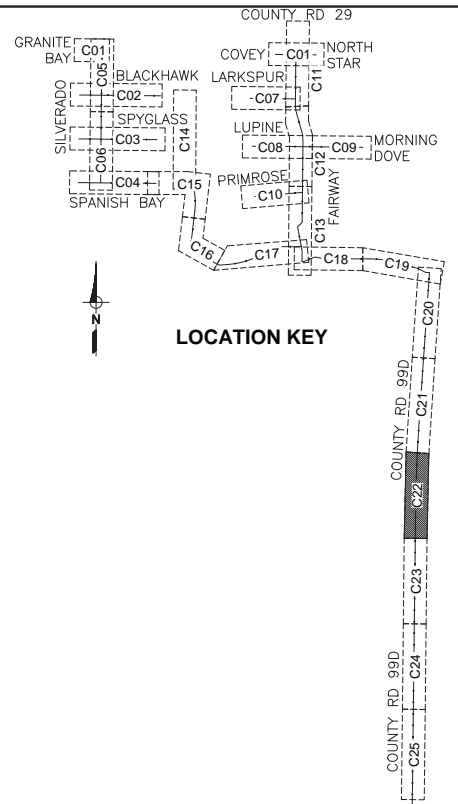 COUNTY RD 29
GRANITE
BAY
C01
C05
BLACKHAWK
C02
SILVERADO
SPYGLASS
C03
C06
C04
SPANISH BAY
C14
C15
C16
C17
COVEY
C01
NORTH
STAR
C11
LARKSPUR
C07
LUPINE
C08
C12
C09
MORNING
DOVE
PRIMROSE
C10
FAIRWAY
C13
C18
C19
C20
N
LOCATION KEY
COUNTY RD 99D
C21
C22
C23
COUNTY RD 99D
C24
C25